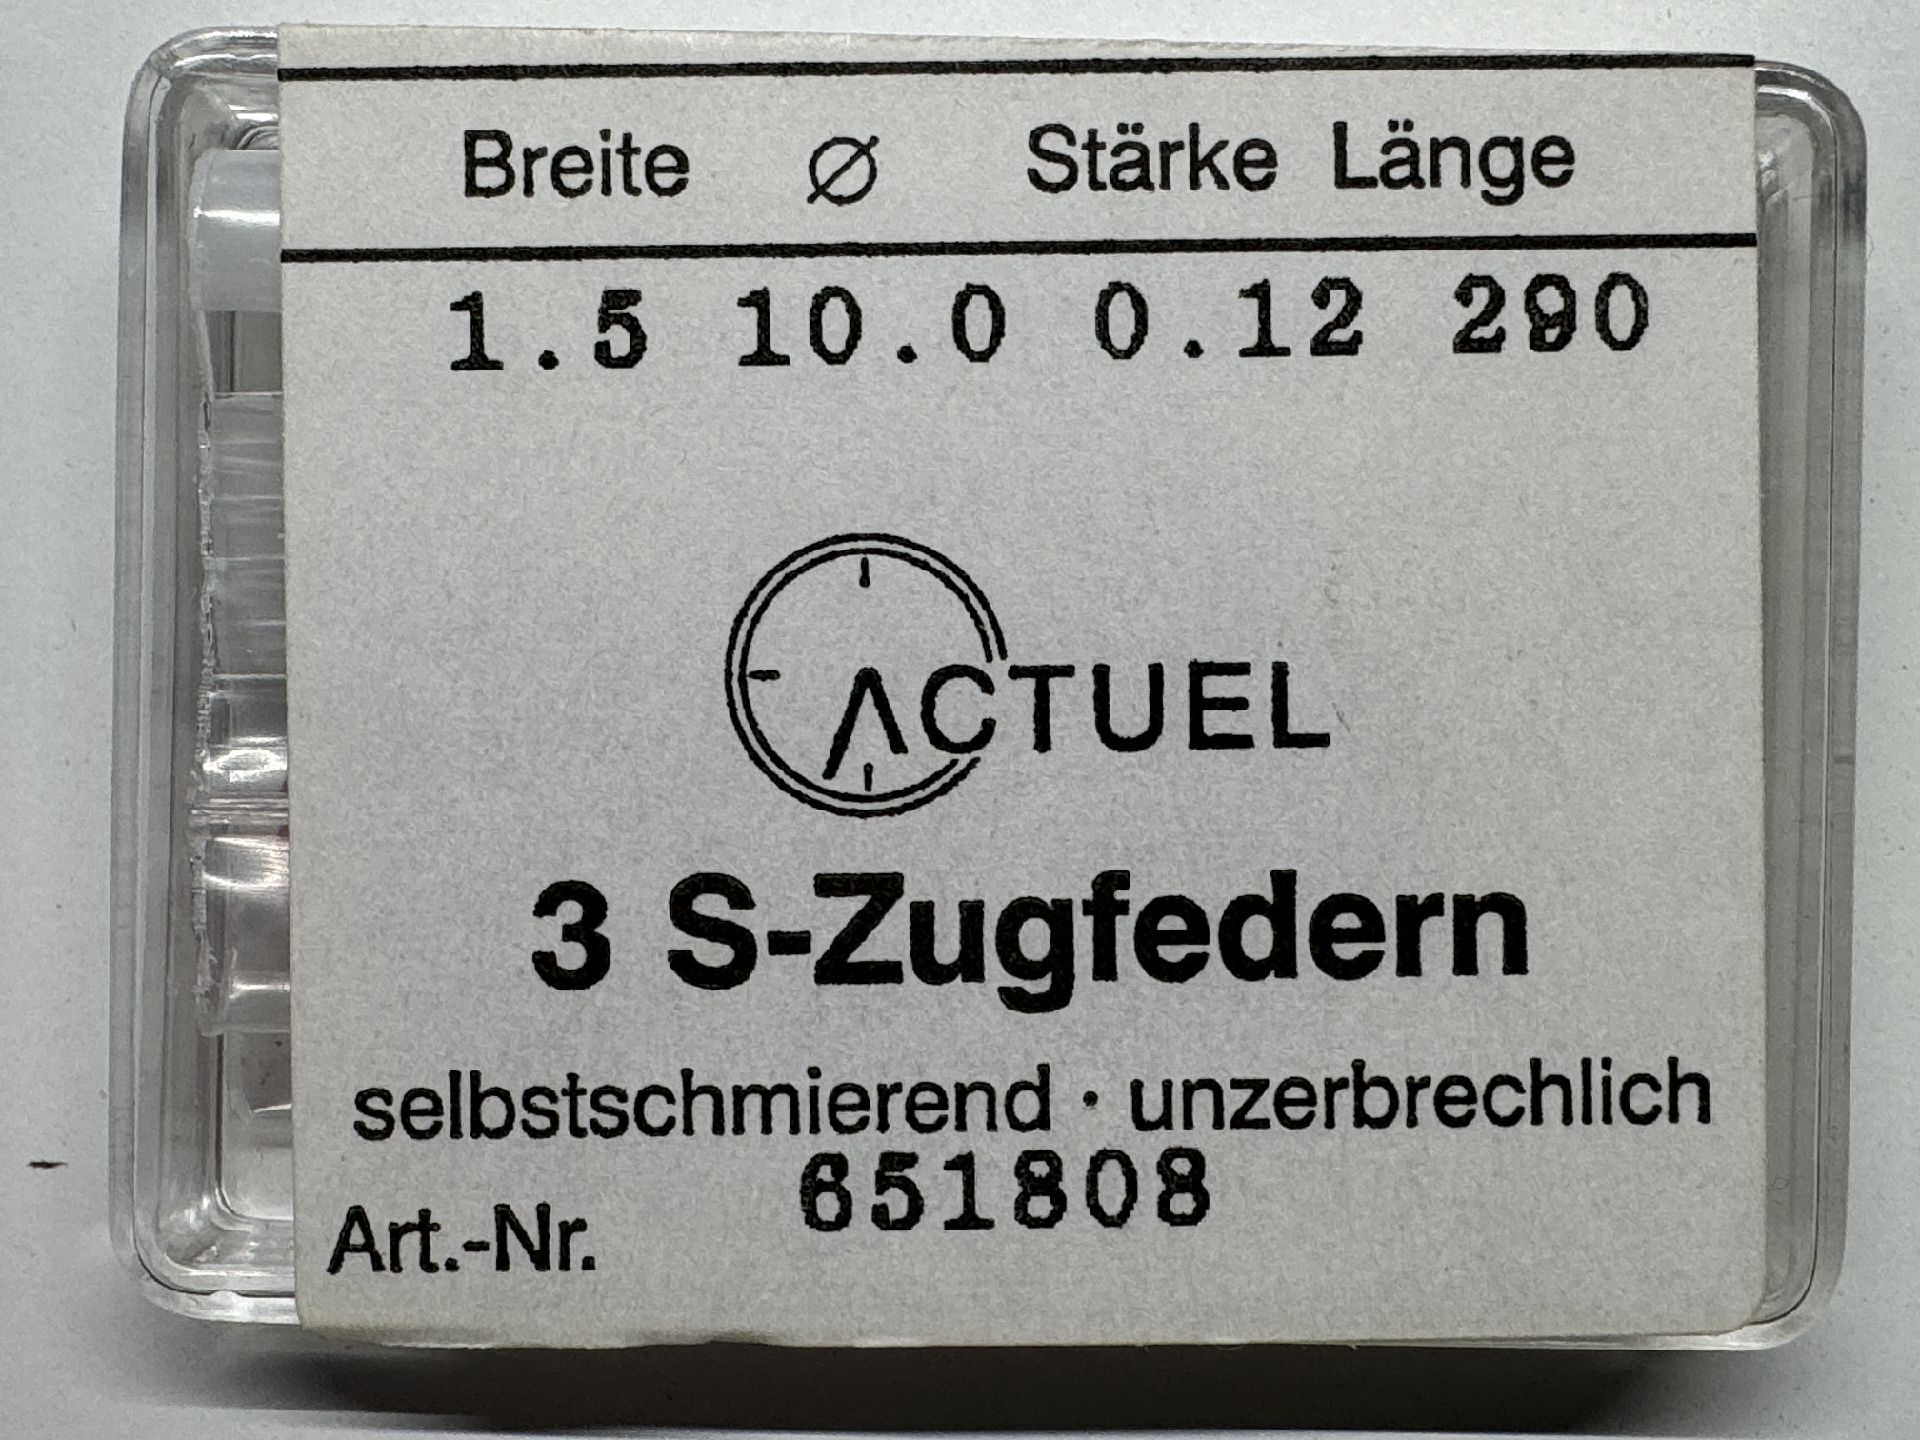 Breite ⌀ Stärke Länge
1.5 10.0 0.12 290
ACTUEL
3 S-Zugfedern
selbstschmierend · unzerbrechlich
651808
Art.-Nr.